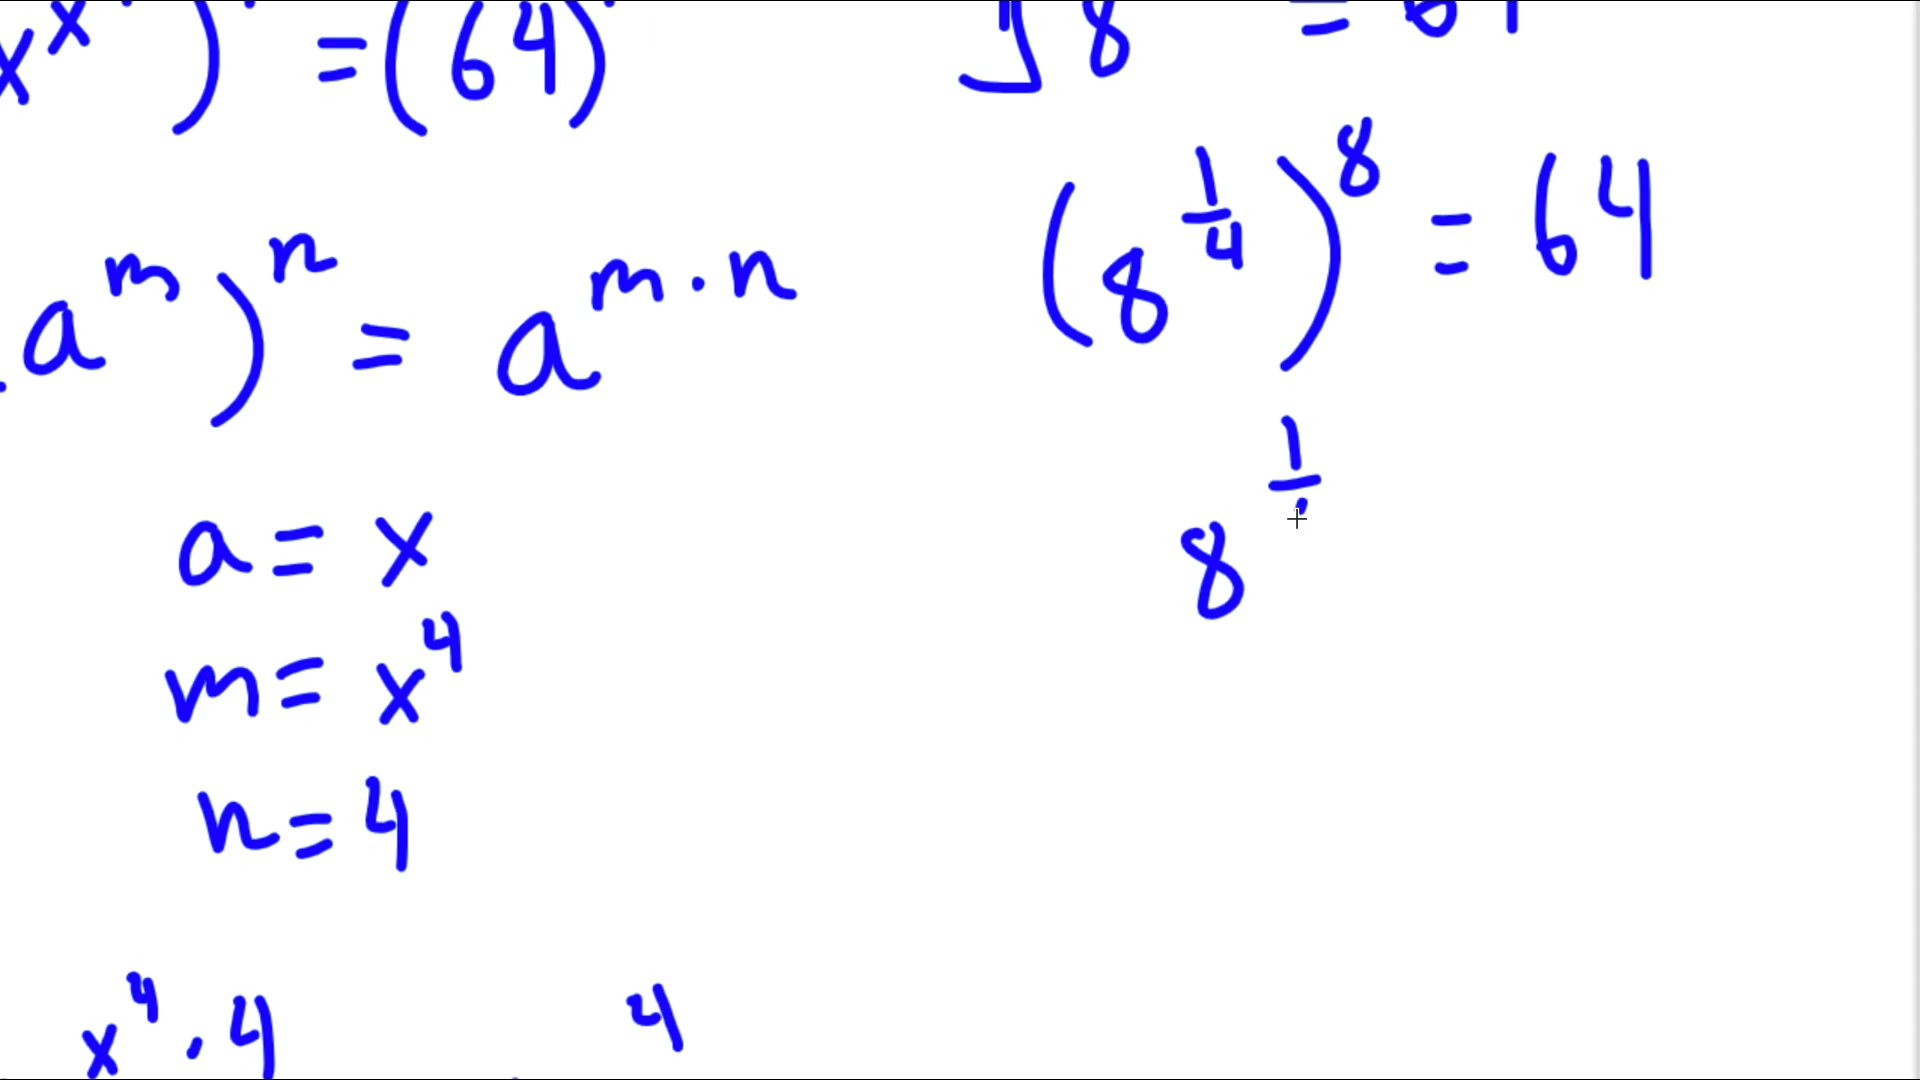 x^x ) = (64)
√8 = 64
(8^(1/4))^8 = 64
(a^m)^n = a^(m·n)
8^(1/
a = x
m = x^4
n = 4
x^4 · 4
4